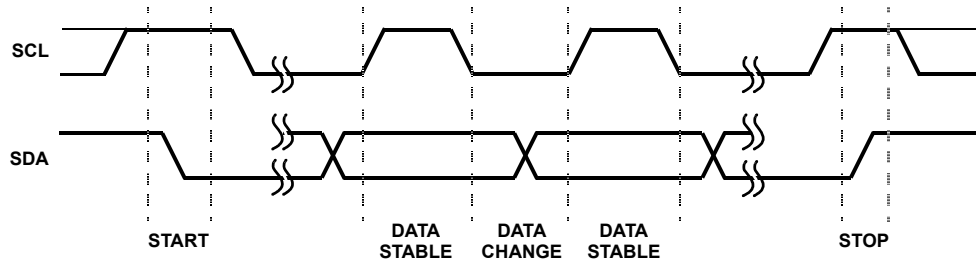 SCL
SDA
START
DATA
STABLE
DATA
CHANGE
DATA
STABLE
STOP